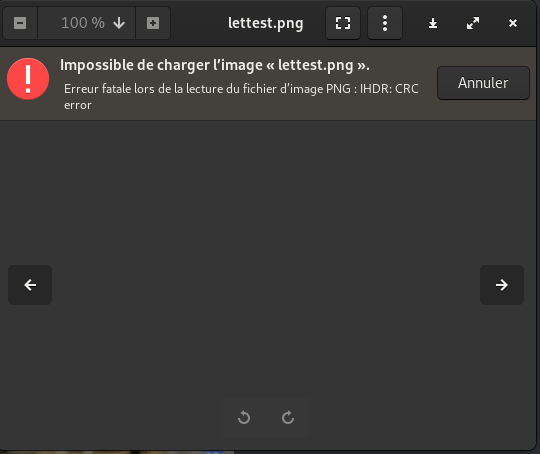 100 %
lettest.png
Impossible de charger l’image « lettest.png ».
Erreur fatale lors de la lecture du fichier d’image PNG : IHDR: CRC
error
Annuler